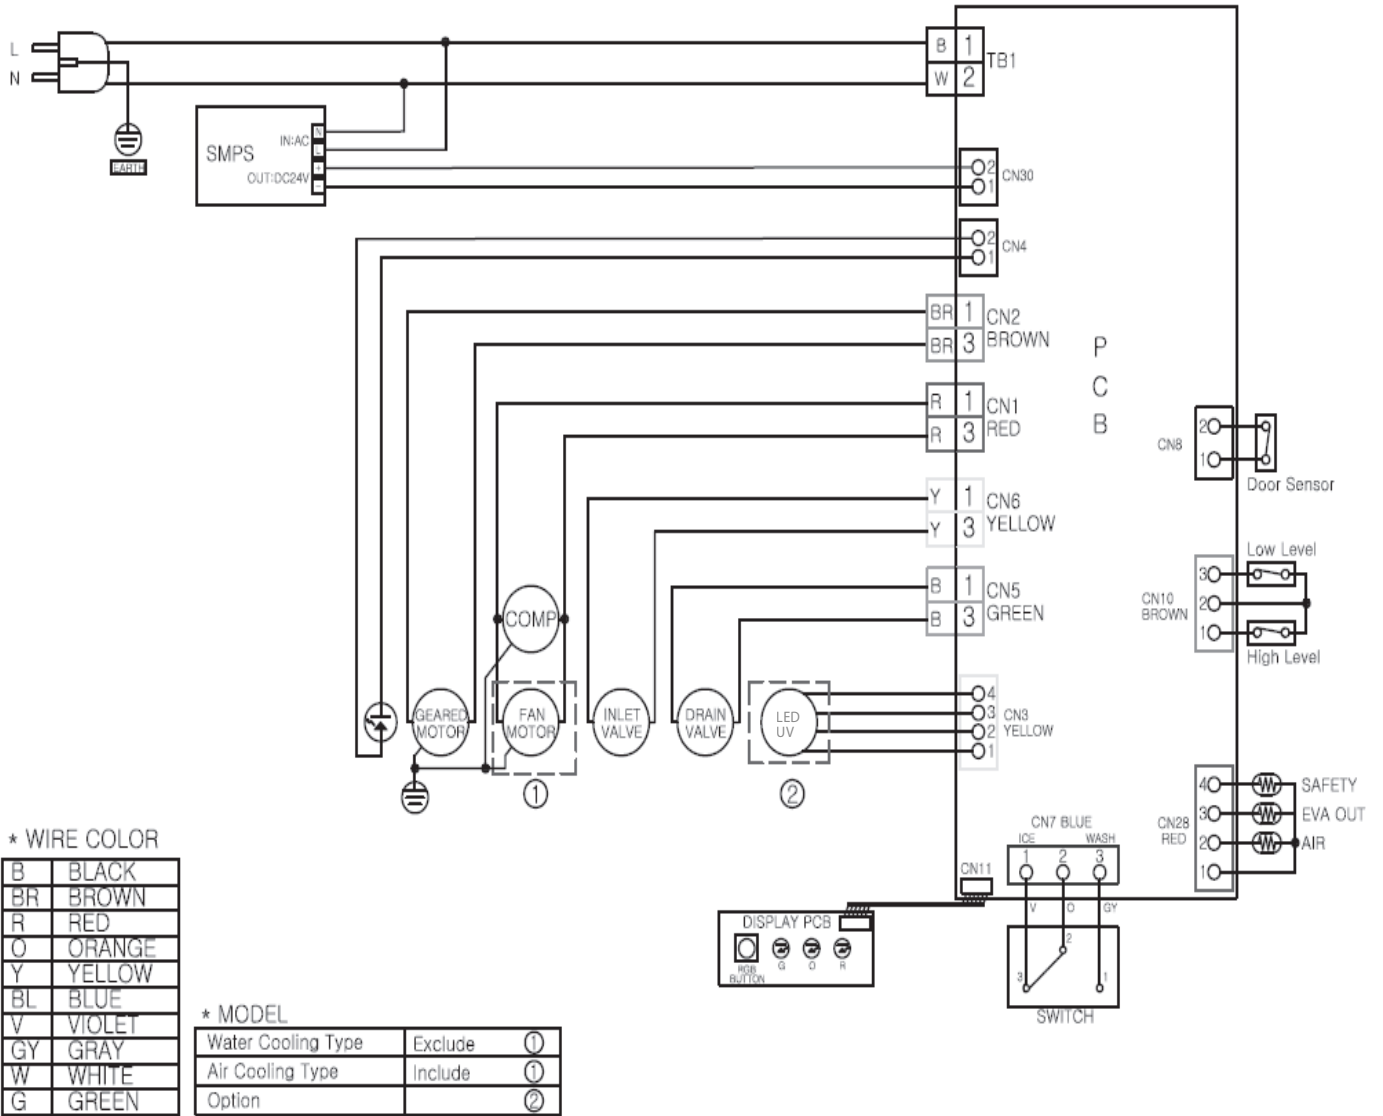 L
N
EARTH
SMPS
IN:AC
OUT:DC24V
N
L
+
-
B 1
W 2
TB1
2
1
CN30
2
1
CN4
BR 1
BR 3
CN2
BROWN
R 1
R 3
CN1
RED
Y 1
Y 3
CN6
YELLOW
B 1
B 3
CN5
GREEN
4
3
2
1
CN3
YELLOW
P
C
B
CN8
2
1
Door Sensor
Low Level
CN10
BROWN
3
2
1
High Level
CN28
RED
4
3
2
1
SAFETY
EVA OUT
AIR
COMP
GEARED
MOTOR
FAN
MOTOR
INLET
VALVE
DRAIN
VALVE
LED
UV
①
②
CN7 BLUE
ICE WASH
1 2 3
V O GY
2
3 1
SWITCH
CN11
DISPLAY PCB
RGB
BUTTON
G O R
* WIRE COLOR
B BLACK
BR BROWN
R RED
O ORANGE
Y YELLOW
BL BLUE
V VIOLET
GY GRAY
W WHITE
G GREEN
* MODEL
Water Cooling Type Exclude ①
Air Cooling Type Include ①
Option ②